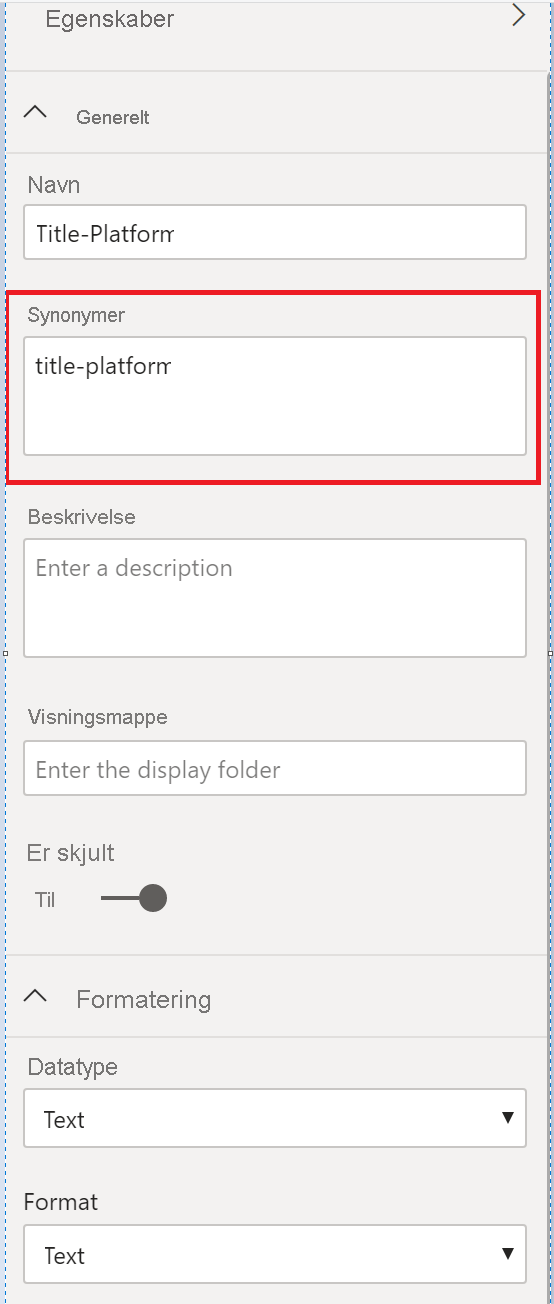 Egenskaber
Generelt
Navn
Title-Platform
Synonymer
title-platform
Beskrivelse
Enter a description
Visningsmappe
Enter the display folder
Er skjult
Til
Formatering
Datatype
Text
Format
Text